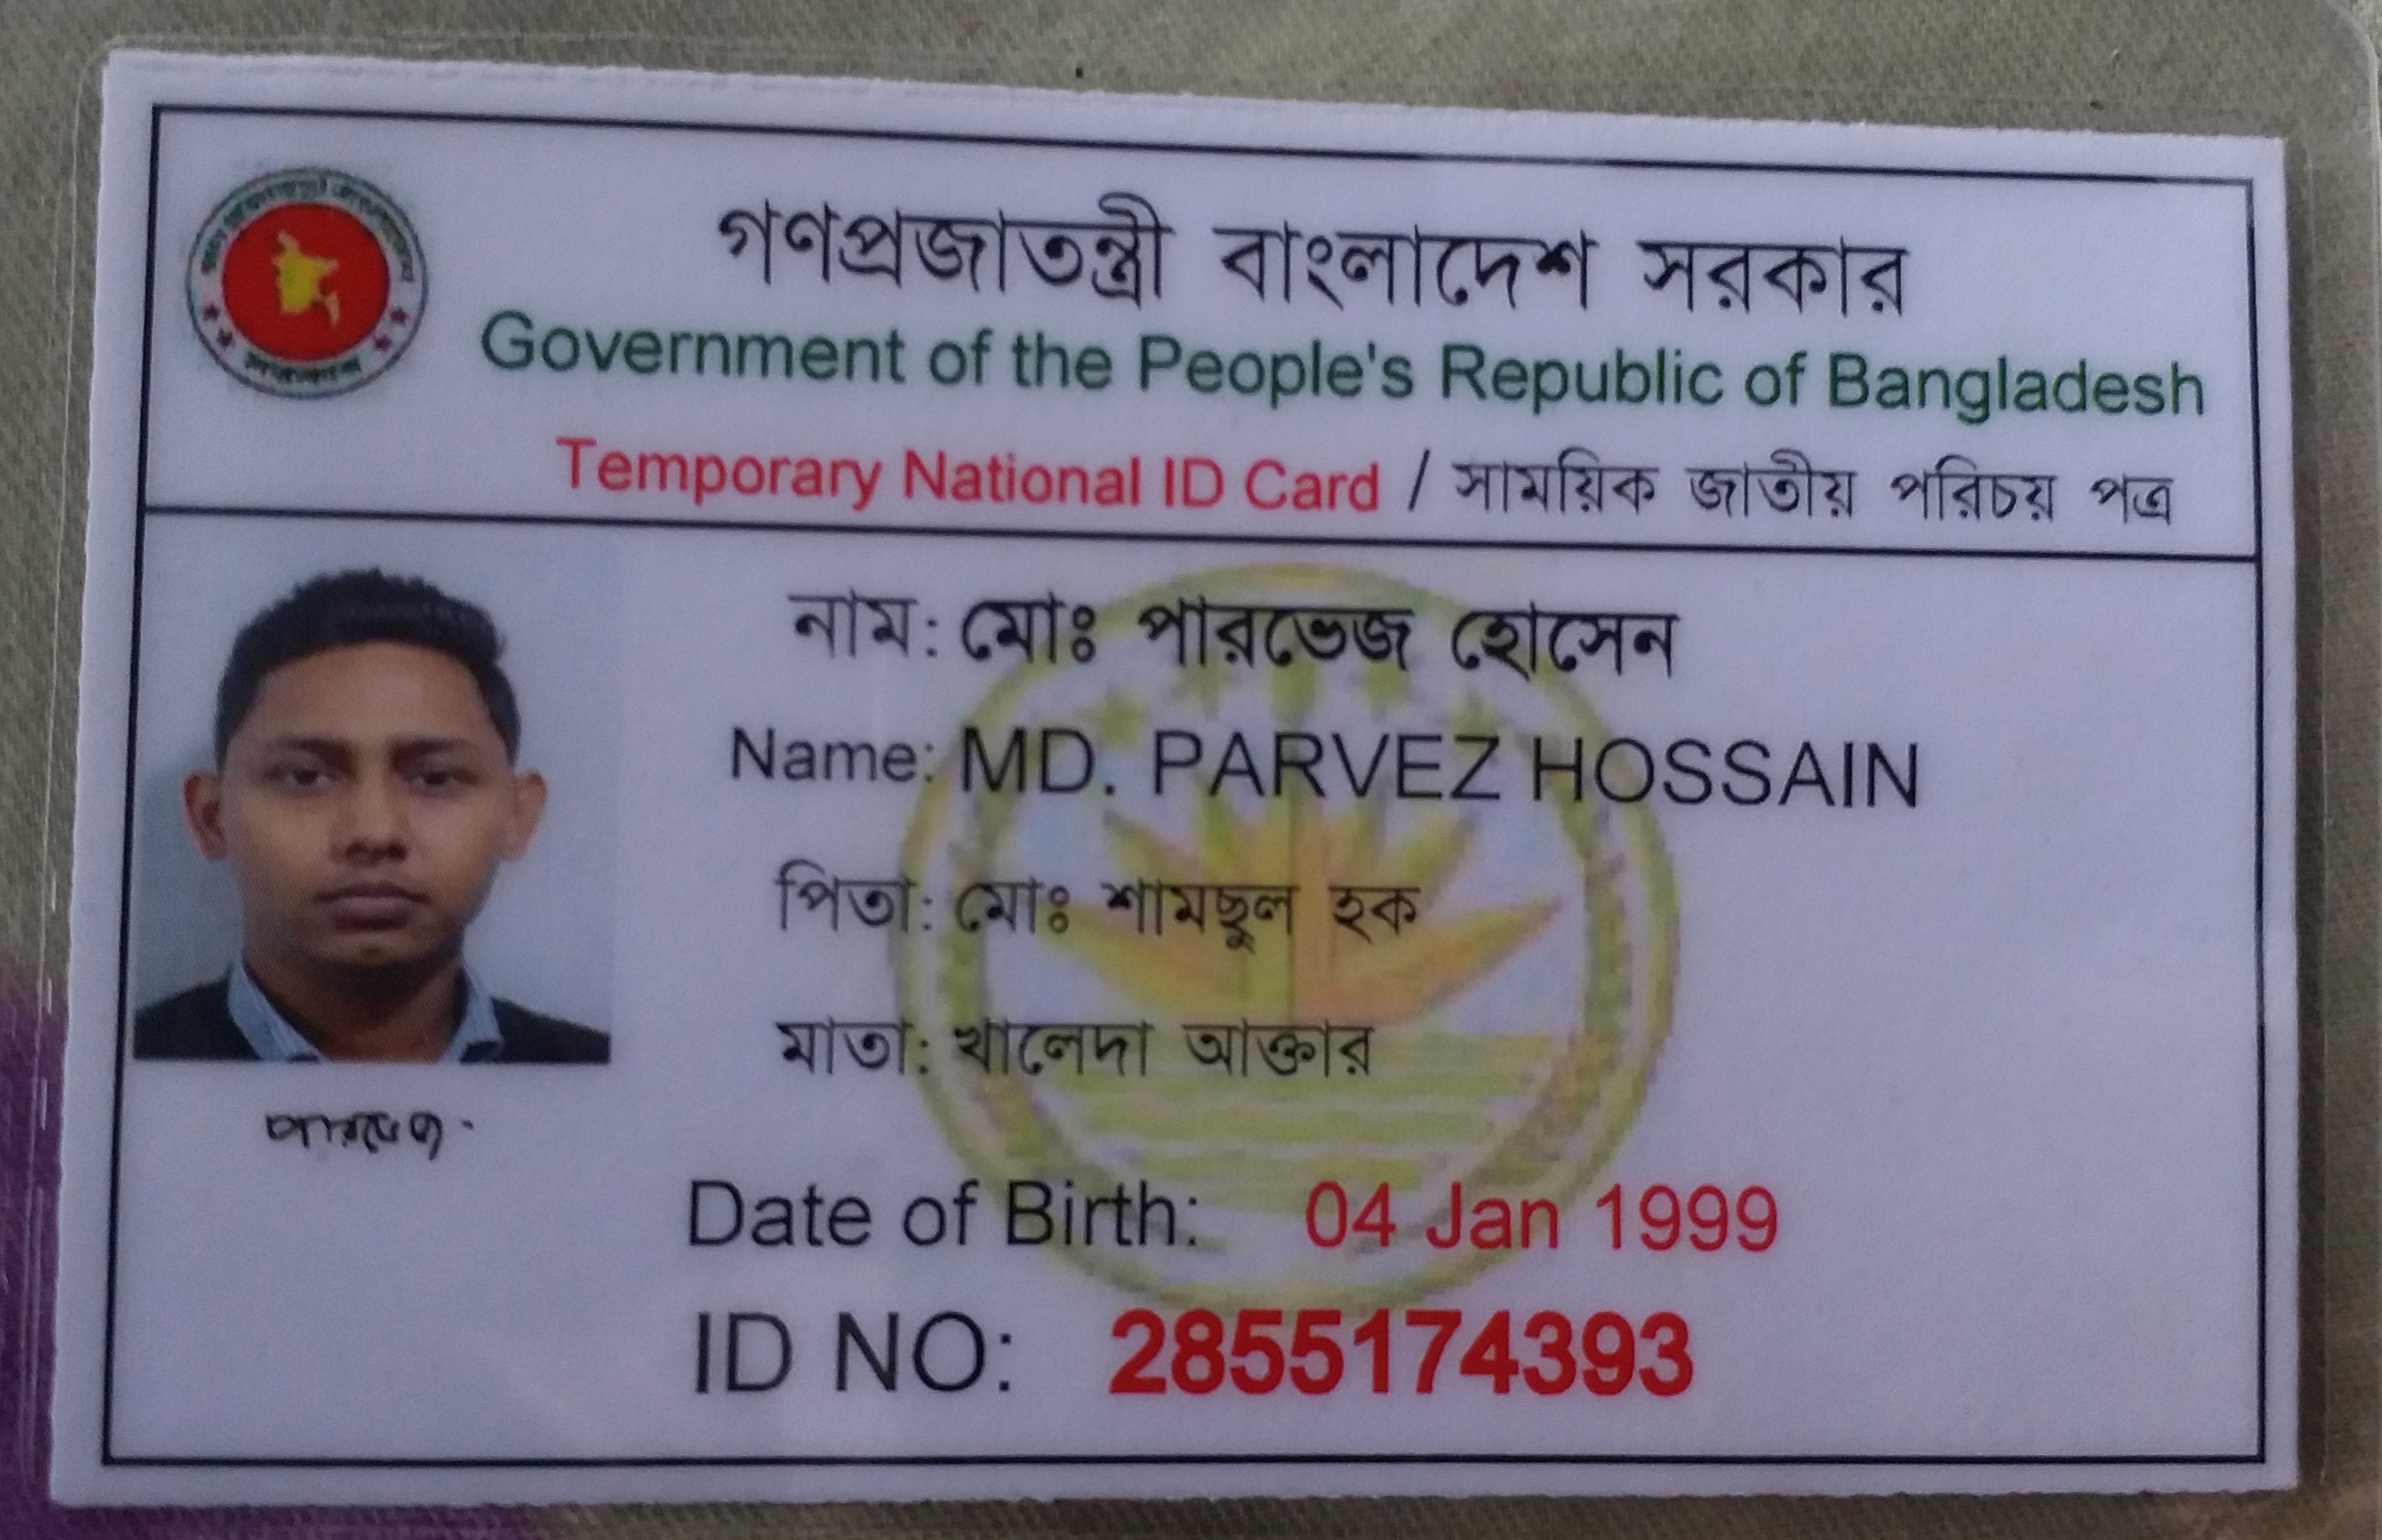 গণপ্রজাতন্ত্রী বাংলাদেশ সরকার
Government of the People's Republic of Bangladesh
Temporary National ID Card / সাময়িক জাতীয় পরিচয় পত্র
নাম: মোঃ পারভেজ হোসেন
Name: MD. PARVEZ HOSSAIN
পিতা: মোঃ শামছুল হক
মাতা: খালেদা আক্তার
পারভেজ
Date of Birth: 04 Jan 1999
ID NO: 2855174393